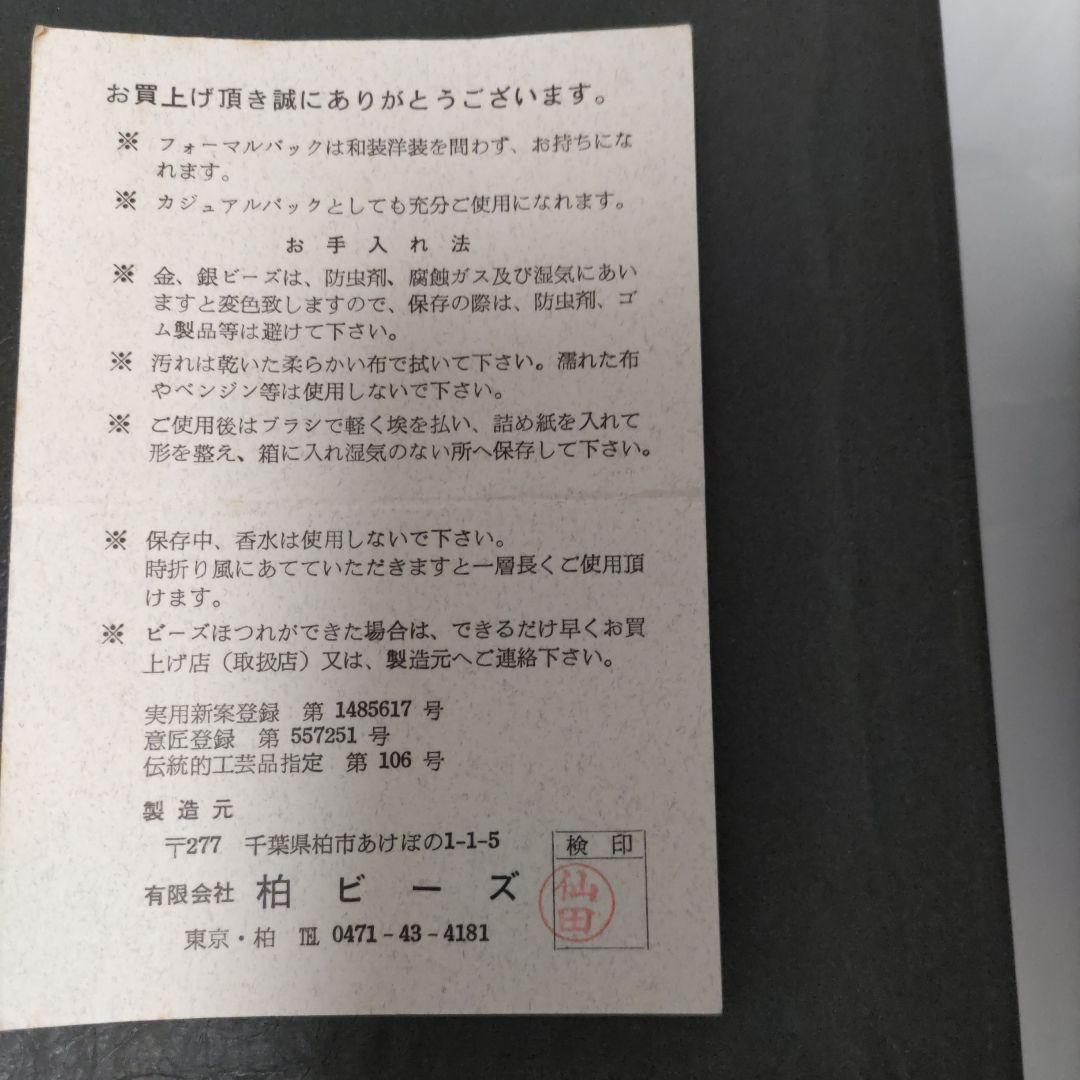 お買上げ頂き誠にありがとうございます。
※ フォーマルバックは和装洋装を問わず、お持ちにな
れます。
※ カジュアルバックとしても充分ご使用になれます。
お手入れ法
※ 金、銀ビーズは、防虫剤、腐蝕ガス及び湿気にあい
ますと変色致しますので、保存の際は、防虫剤、ゴ
ム製品等は避けて下さい。
※ 汚れは乾いた柔らかい布で拭いて下さい。濡れた布
やベンジン等は使用しないで下さい。
※ ご使用後はブラシで軽く埃を払い、詰め紙を入れて
形を整え、箱に入れ湿気のない所へ保存して下さい。
※ 保存中、香水は使用しないで下さい。
時折り風にあてていただきますと一層長くご使用頂
けます。
※ ビーズほつれができた場合は、できるだけ早くお買
上げ店（取扱店）又は、製造元へご連絡下さい。
実用新案登録 第 1485617 号
意匠登録 第 557251 号
伝統的工芸品指定 第 106 号
製造元
〒277 千葉県柏市あけぼの1-1-5
有限会社 柏ビーズ
東京・柏 ℡ 0471-43-4181
検印
仙田